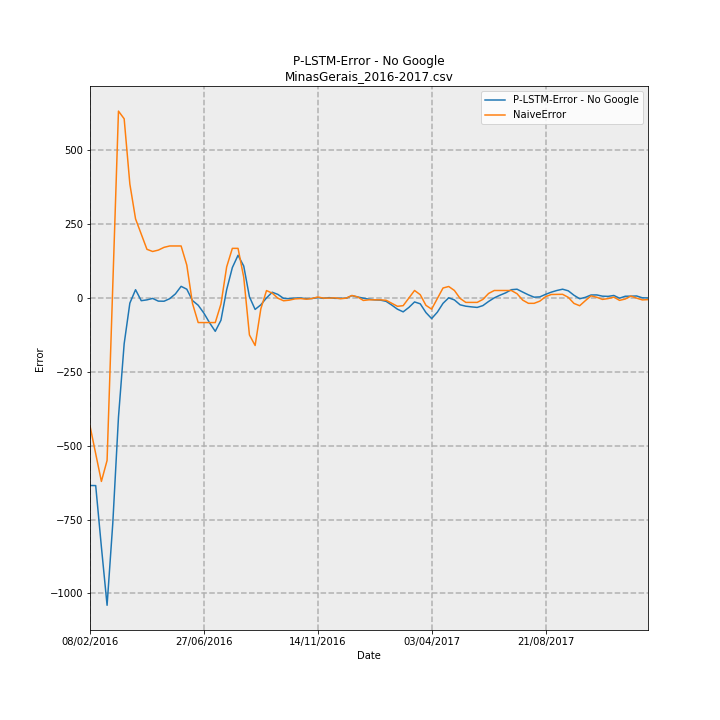 P-LSTM-Error - No Google
MinasGerais_2016-2017.csv
P-LSTM-Error - No Google
NaiveError
500
250
0
−250
−500
−750
−1000
Error
08/02/2016
27/06/2016
14/11/2016
03/04/2017
21/08/2017
Date